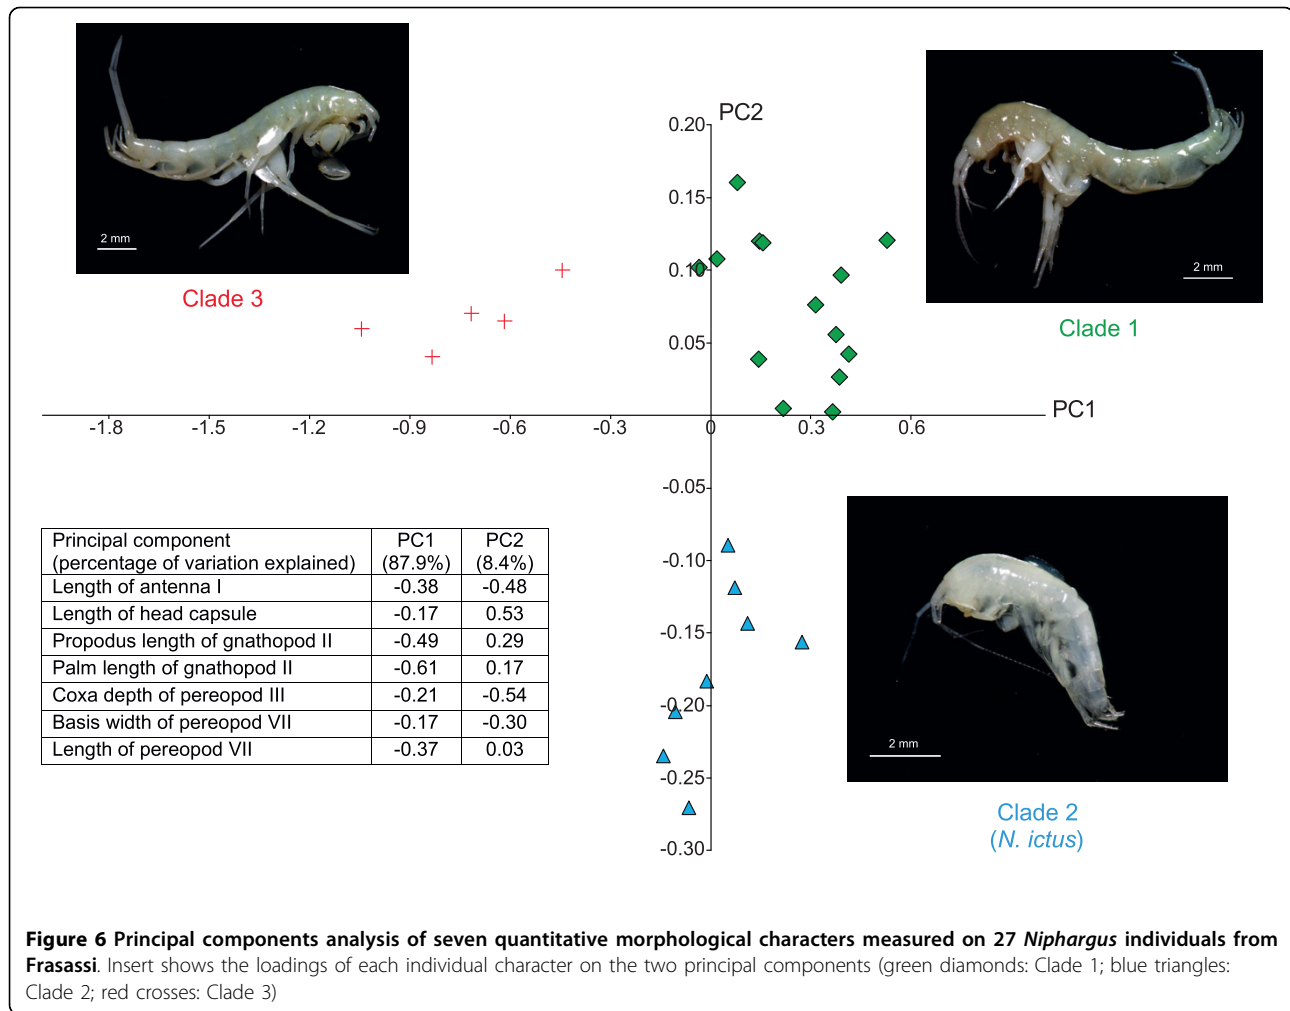 2 mm
Clade 3
PC2
0.20
0.15
0.10
0.05
2 mm
Clade 1
PC1
-1.8 -1.5 -1.2 -0.9 -0.6 -0.3 0 0.3 0.6
-0.05
-0.10
-0.15
-0.20
-0.25
-0.30
Principal component PC1 PC2
(percentage of variation explained) (87.9%) (8.4%)
Length of antenna I -0.38 -0.48
Length of head capsule -0.17 0.53
Propodus length of gnathopod II -0.49 0.29
Palm length of gnathopod II -0.61 0.17
Coxa depth of pereopod III -0.21 -0.54
Basis width of pereopod VII -0.17 -0.30
Length of pereopod VII -0.37 0.03
2 mm
Clade 2
(N. ictus)
Figure 6 Principal components analysis of seven quantitative morphological characters measured on 27 Niphargus individuals from
Frasassi. Insert shows the loadings of each individual character on the two principal components (green diamonds: Clade 1; blue triangles:
Clade 2; red crosses: Clade 3)